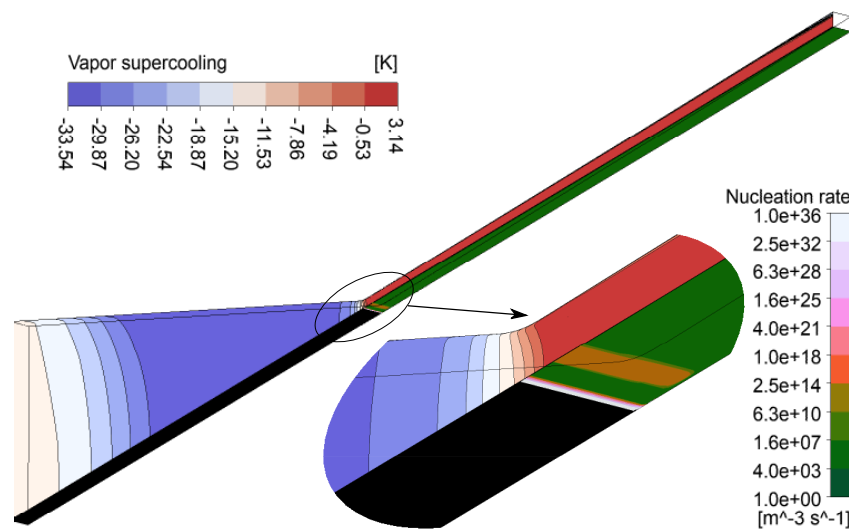 Vapor supercooling [K]
-33.54
-29.87
-26.20
-22.54
-18.87
-15.20
-11.53
-7.86
-4.19
-0.53
3.14
Nucleation rate
1.0e+36
2.5e+32
6.3e+28
1.6e+25
4.0e+21
1.0e+18
2.5e+14
6.3e+10
1.6e+07
4.0e+03
1.0e+00
[m^-3 s^-1]